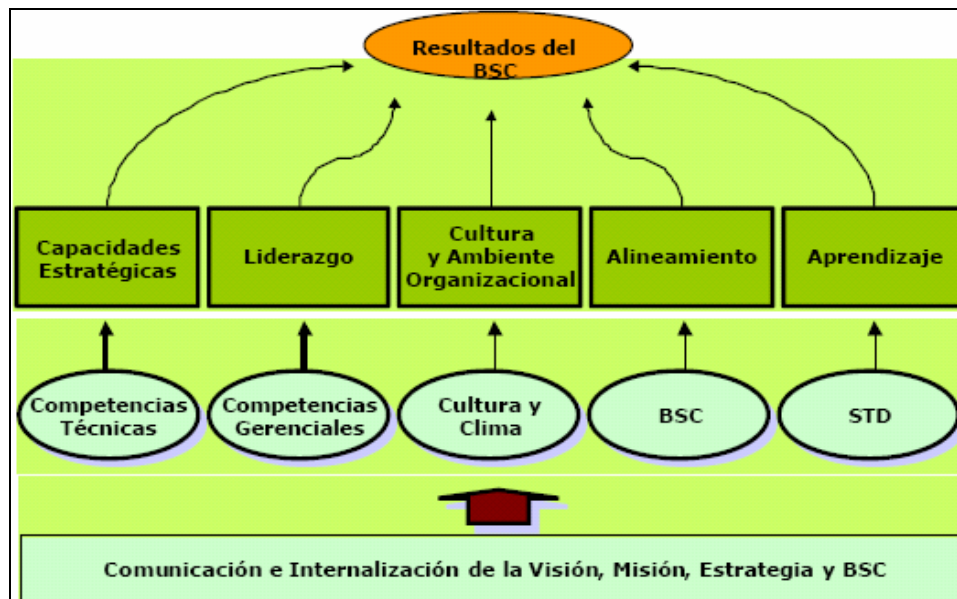 Resultados del
BSC
Capacidades
Estratégicas
Liderazgo
Cultura
y Ambiente
Organizacional
Alineamiento
Aprendizaje
Competencias
Técnicas
Competencias
Gerenciales
Cultura y
Clima
BSC
STD
Comunicación e Internalización de la Visión, Misión, Estrategia y BSC